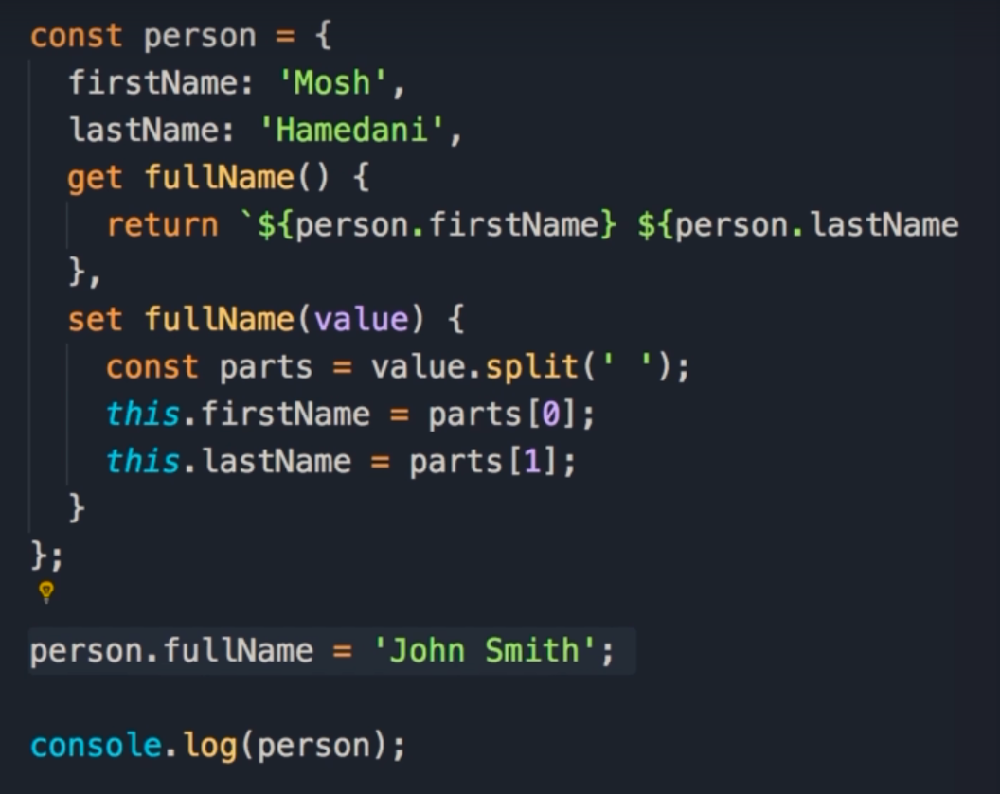 const person = {
  firstName: 'Mosh',
  lastName: 'Hamedani',
  get fullName() {
    return `${person.firstName} ${person.lastName
  },
  set fullName(value) {
    const parts = value.split(' ');
    this.firstName = parts[0];
    this.lastName = parts[1];
  }
};
person.fullName = 'John Smith';
console.log(person);